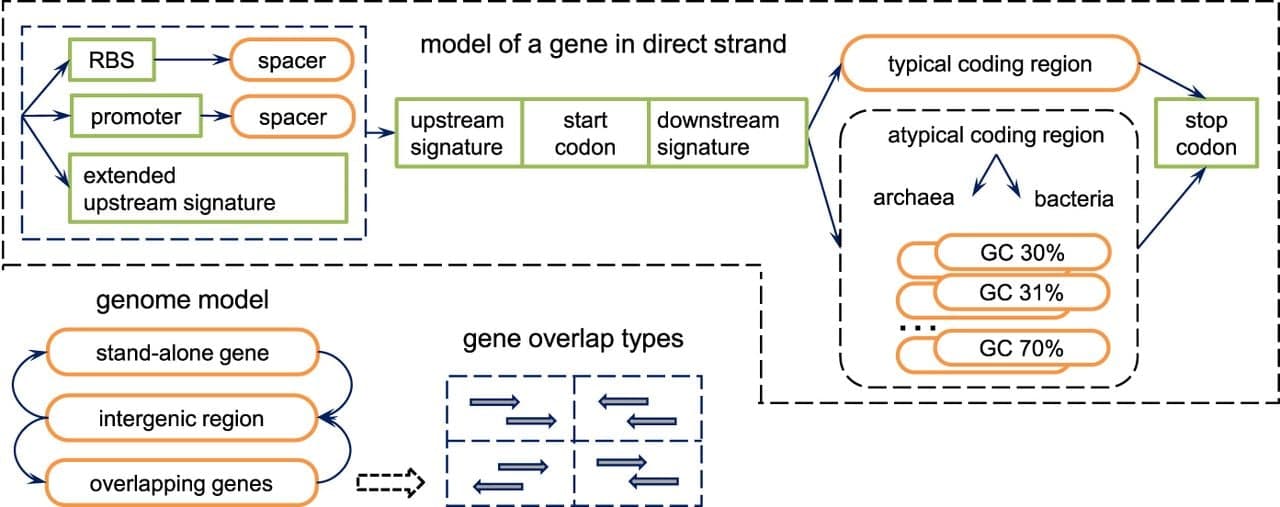 model of a gene in direct strand
RBS
spacer
promoter
spacer
extended
upstream signature
upstream
signature
start
codon
downstream
signature
typical coding region
atypical coding region
archaea
bacteria
GC 30%
GC 31%
....
GC 70%
stop
codon
genome model
stand-alone gene
intergenic region
overlapping genes
gene overlap types